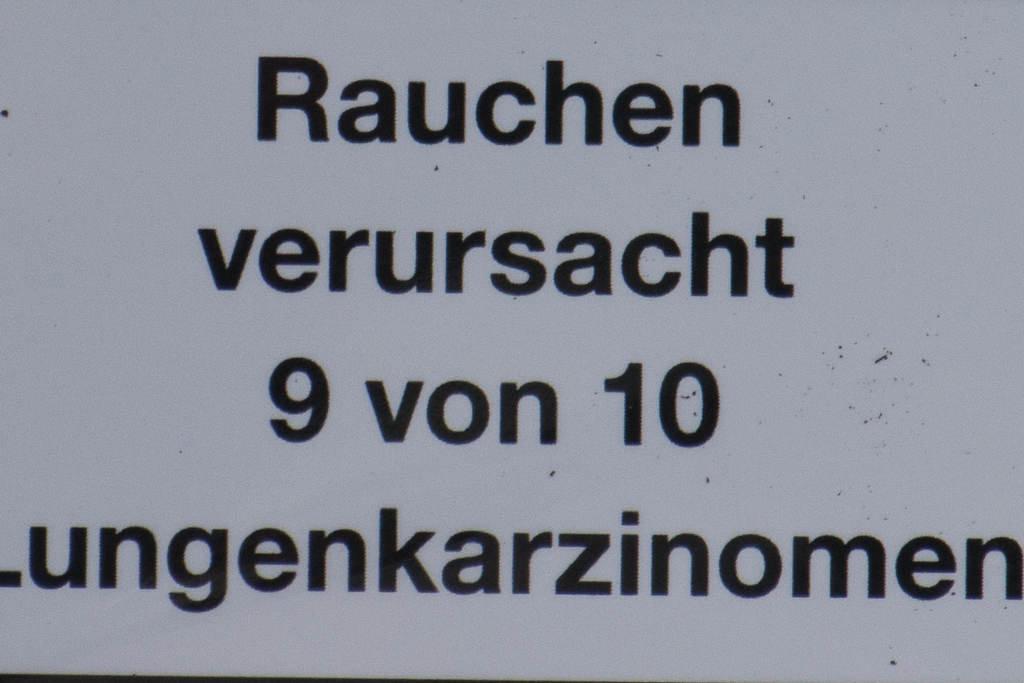 Rauchen
verursacht
9 von 10
Lungenkarzinomen